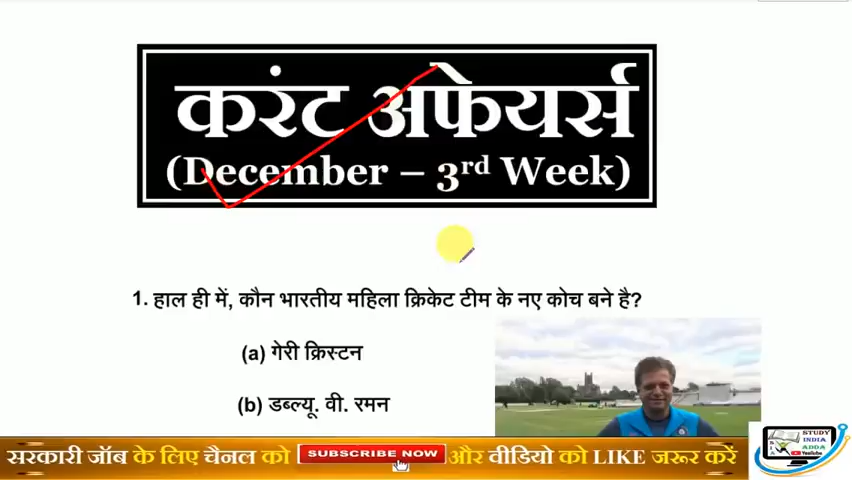 करंट अफेयर्स
(December – 3rd Week)
1. हाल ही में, कौन भारतीय महिला क्रिकेट टीम के नए कोच बने है?
(a) गेरी क्रिस्टन
(b) डब्ल्यू. वी. रमन
सरकारी जॉब के लिए चैनल को SUBSCRIBE NOW और वीडियो को LIKE जरूर करें
STUDY
INDIA
ADDA
YouTube